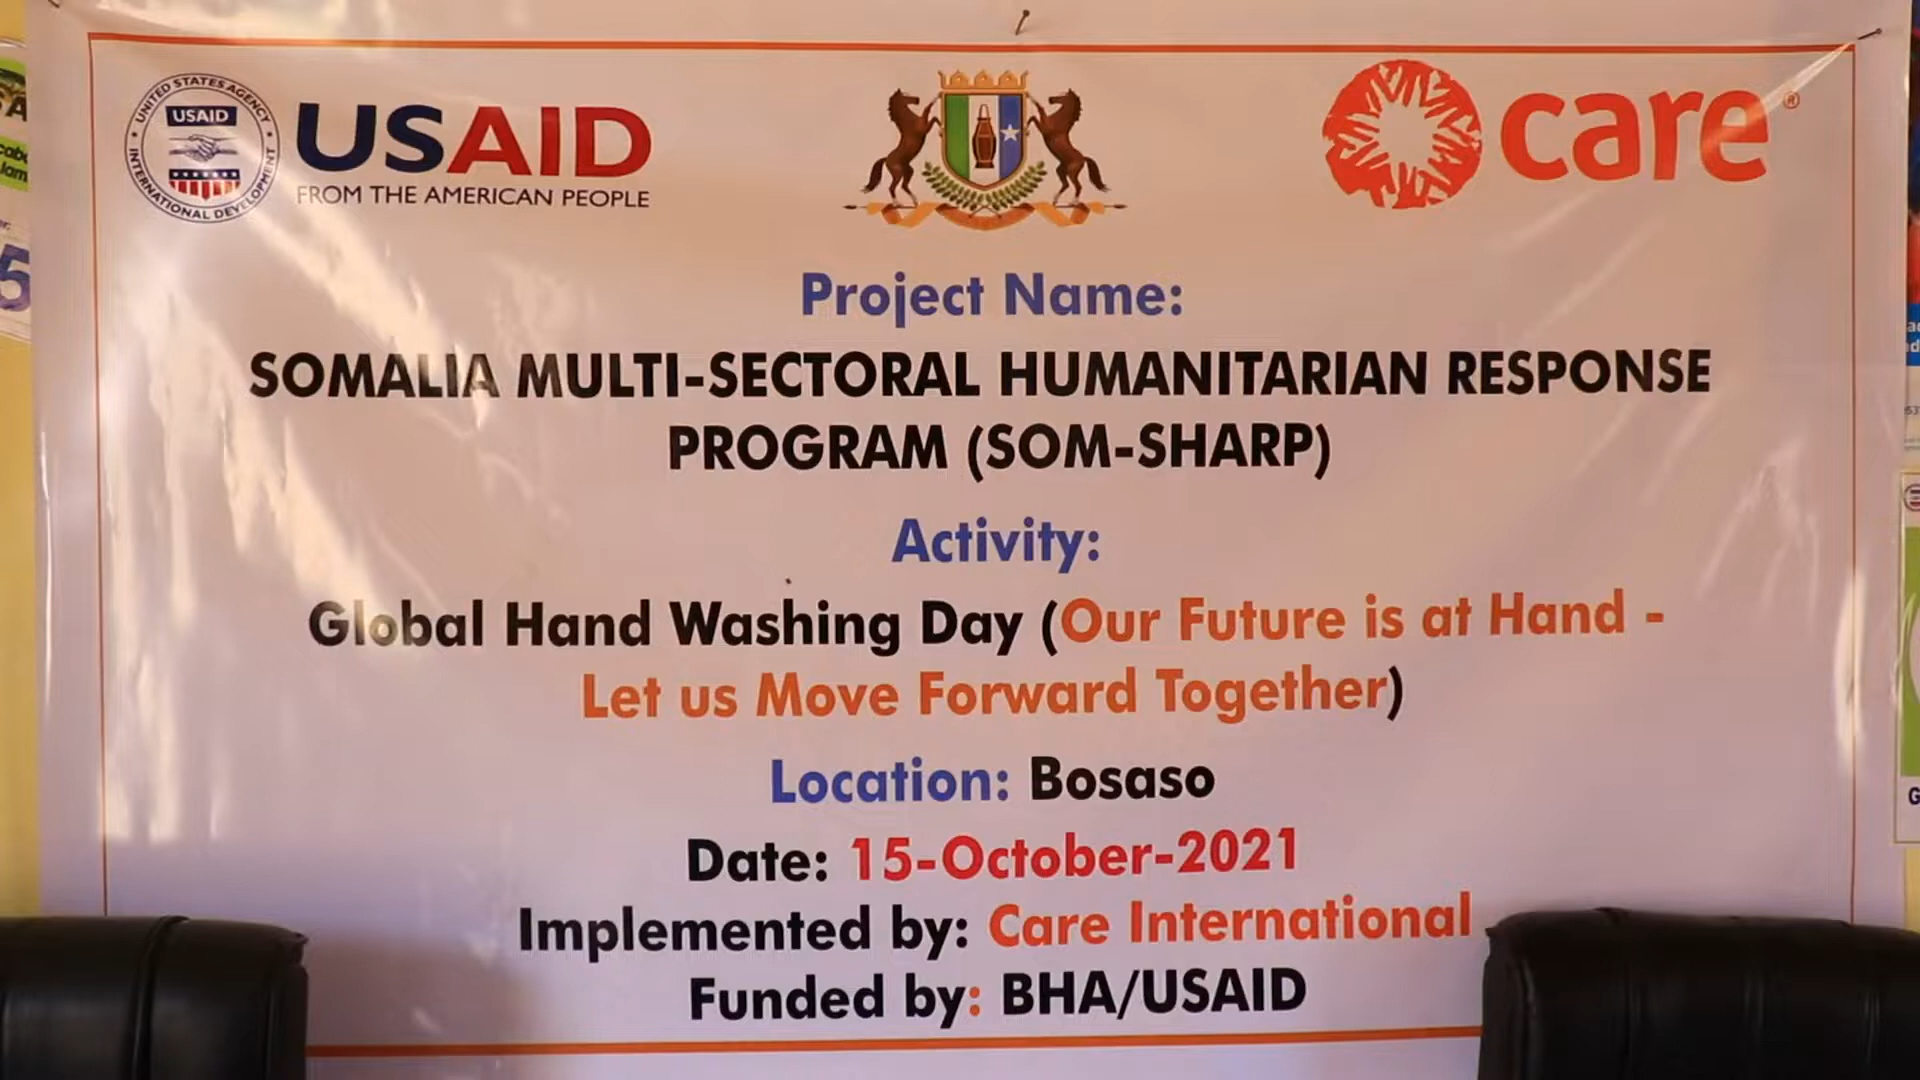 UNITED STATES AGENCY
INTERNATIONAL DEVELOPMENT
USAID
USAID
FROM THE AMERICAN PEOPLE
care®
Project Name:
SOMALIA MULTI-SECTORAL HUMANITARIAN RESPONSE
PROGRAM (SOM-SHARP)
Activity:
Global Hand Washing Day (Our Future is at Hand -
Let us Move Forward Together)
Location: Bosaso
Date: 15-October-2021
Implemented by: Care International
Funded by: BHA/USAID